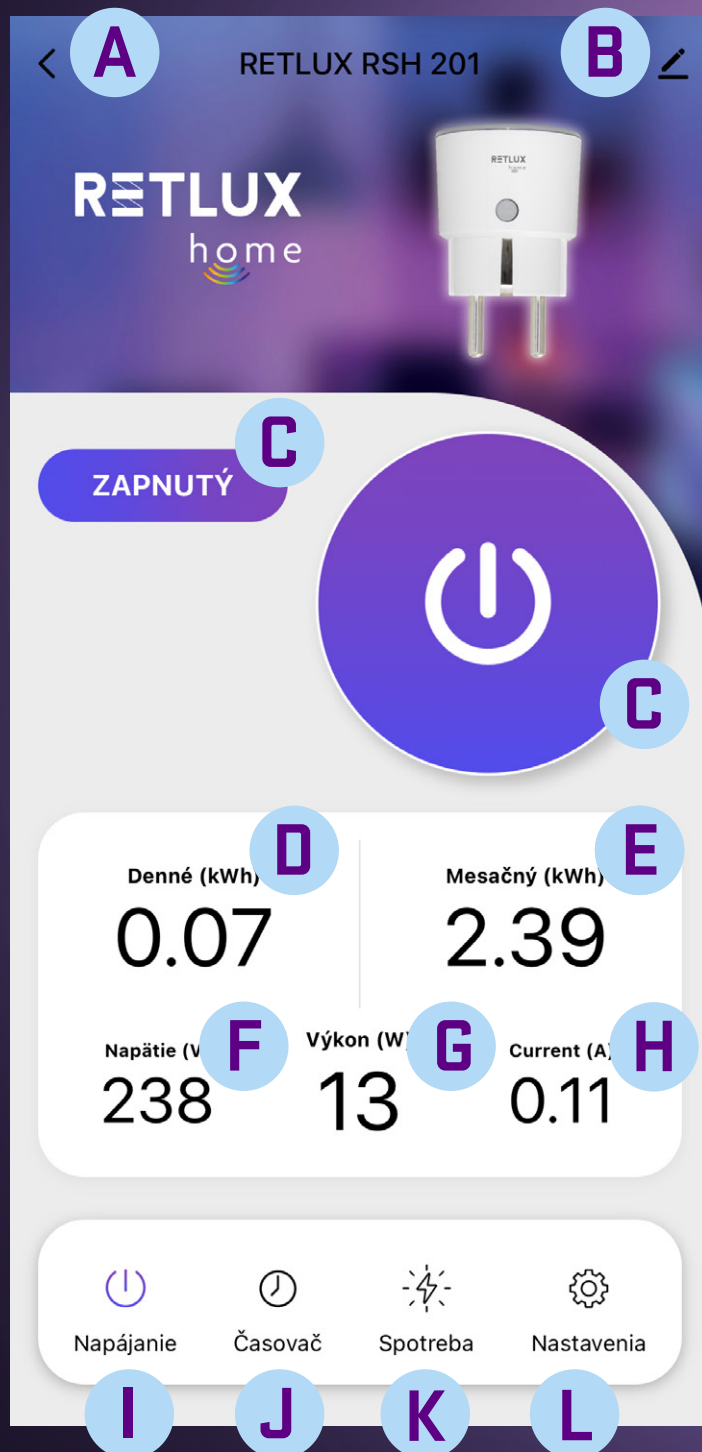 A
RETLUX RSH 201
B
RETLUX
home
RETLUX
home
C
ZAPNUTÝ
C
D
E
Denné (kWh)
Mesačný (kWh)
0.07
2.39
F
G
H
Napätie (V
Výkon (W)
Current (A)
238
13
0.11
Napájanie
Časovač
Spotreba
Nastavenia
I
J
K
L